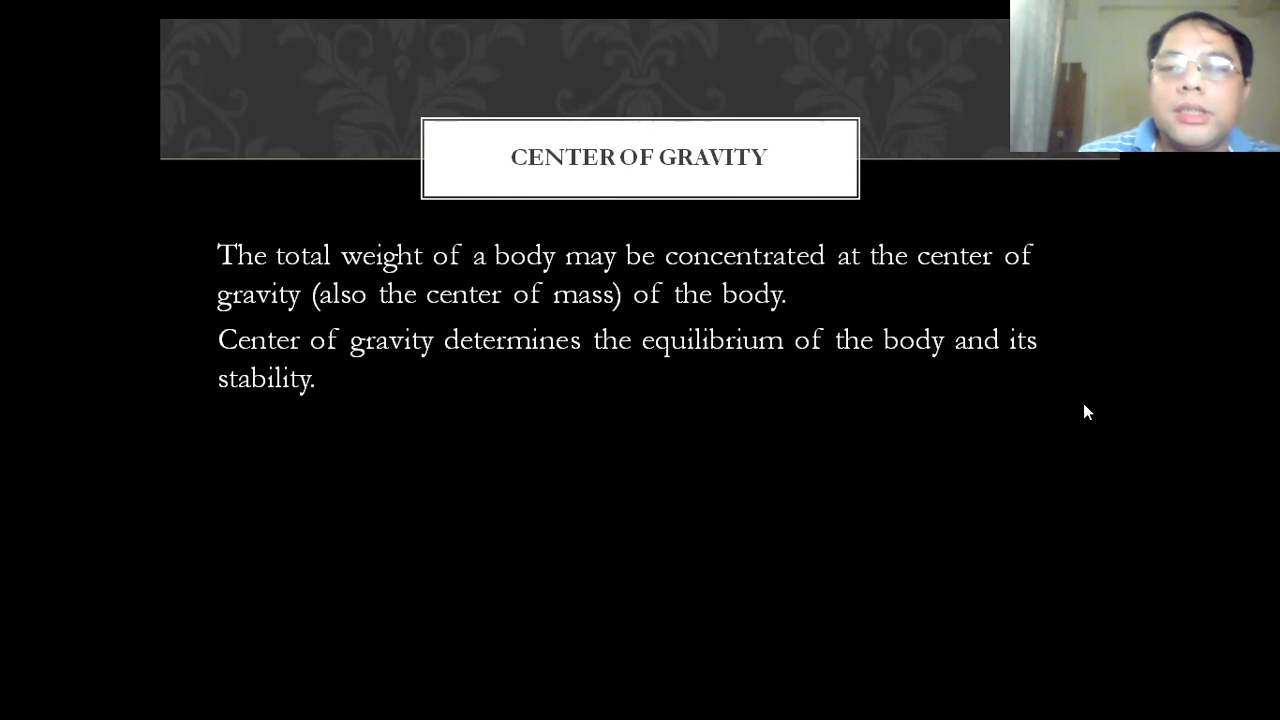 CENTER OF GRAVITY
The total weight of a body may be concentrated at the center of
gravity (also the center of mass) of the body.
Center of gravity determines the equilibrium of the body and its
stability.